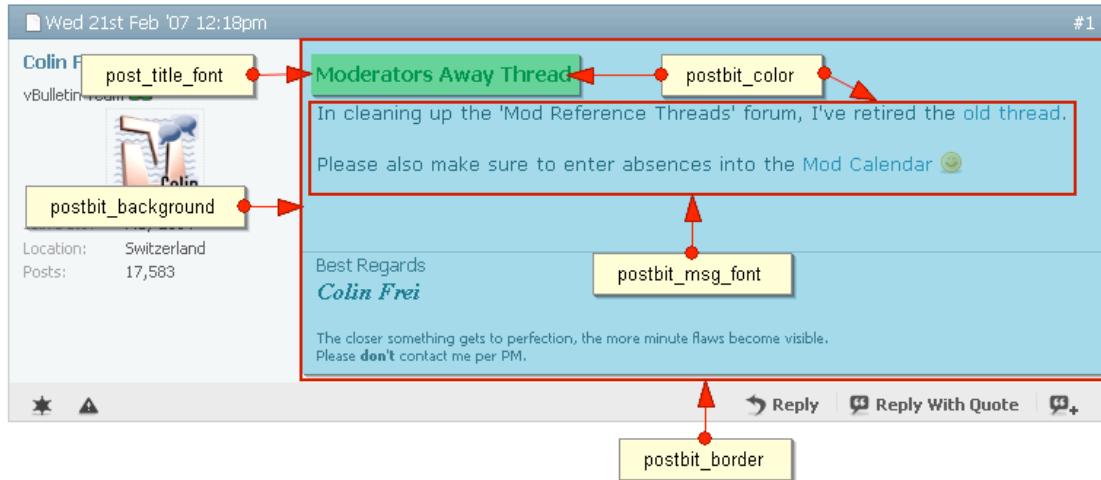 Wed 21st Feb '07 12:18pm #1
Colin F
post_title_font
Moderators Away Thread
postbit_color
vBulletin
In cleaning up the 'Mod Reference Threads' forum, I've retired the old thread.
Please also make sure to enter absences into the Mod Calendar
Colin
postbit_background
Location: Switzerland
Posts: 17,583
Best Regards
postbit_msg_font
Colin Frei
The closer something gets to perfection, the more minute flaws become visible.
Please don't contact me per PM.
Reply Reply With Quote
postbit_border